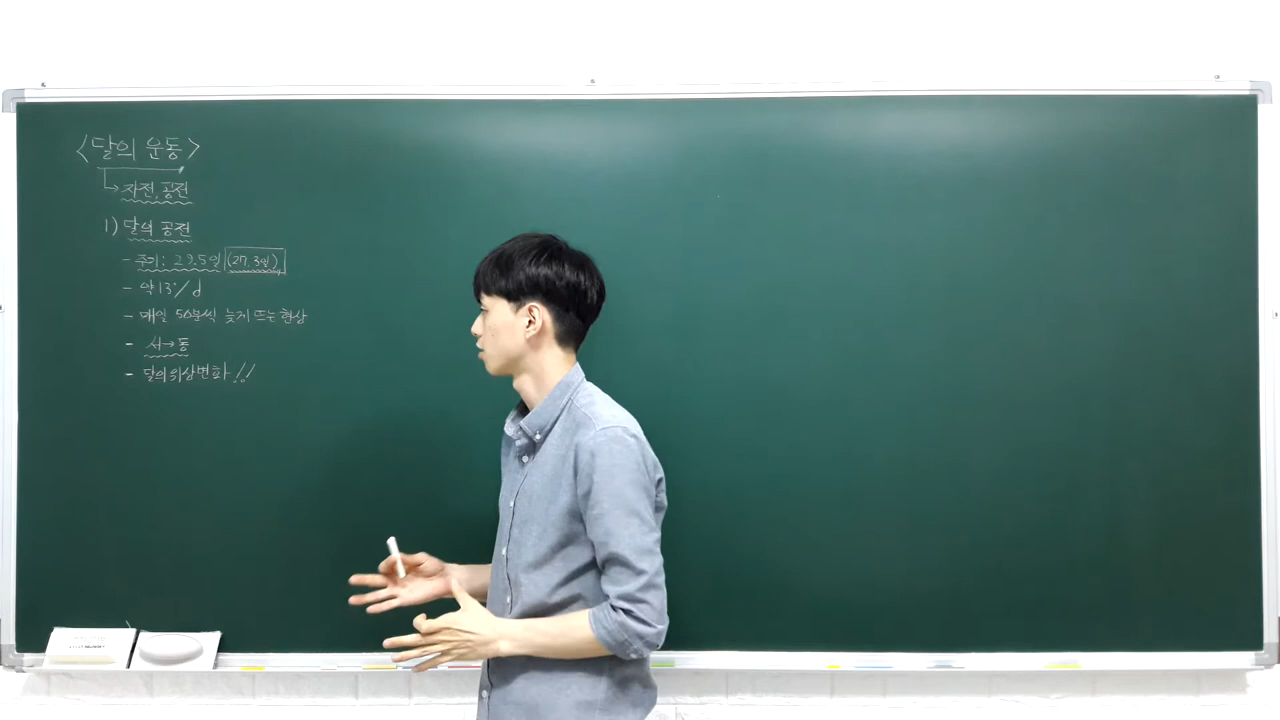 <달의 운동>
→ 자전, 공전
1) 달의 공전
- 주기: 29.5일 (27.3일)
- 약 13°/d
- 매일 50분씩 늦게 뜨는 현상
- 서→동
- 달의 위상변화!!